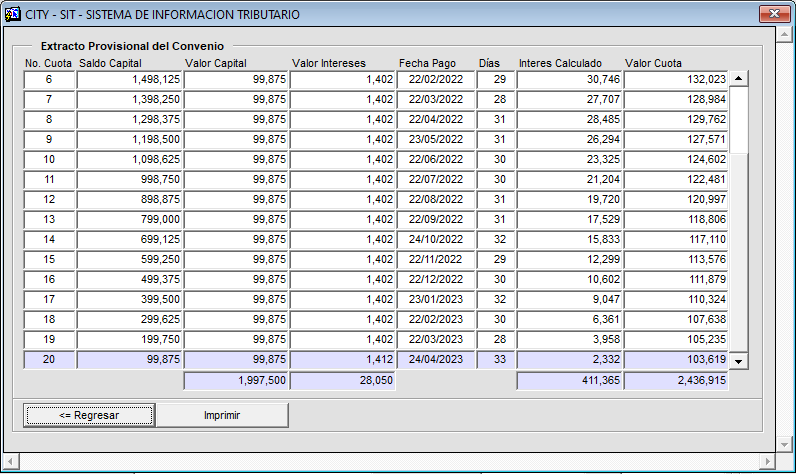 CITY - SIT - SISTEMA DE INFORMACION TRIBUTARIO
Extracto Provisional del Convenio
No. Cuota Saldo Capital Valor Capital Valor Intereses Fecha Pago Días Interes Calculado Valor Cuota
6 1,498,125 99,875 1,402 22/02/2022 29 30,746 132,023
7 1,398,250 99,875 1,402 22/03/2022 28 27,707 128,984
8 1,298,375 99,875 1,402 22/04/2022 31 28,485 129,762
9 1,198,500 99,875 1,402 23/05/2022 31 26,294 127,571
10 1,098,625 99,875 1,402 22/06/2022 30 23,325 124,602
11 998,750 99,875 1,402 22/07/2022 30 21,204 122,481
12 898,875 99,875 1,402 22/08/2022 31 19,720 120,997
13 799,000 99,875 1,402 22/09/2022 31 17,529 118,806
14 699,125 99,875 1,402 24/10/2022 32 15,833 117,110
15 599,250 99,875 1,402 22/11/2022 29 12,299 113,576
16 499,375 99,875 1,402 22/12/2022 30 10,602 111,879
17 399,500 99,875 1,402 23/01/2023 32 9,047 110,324
18 299,625 99,875 1,402 22/02/2023 30 6,361 107,638
19 199,750 99,875 1,402 22/03/2023 28 3,958 105,235
20 99,875 99,875 1,412 24/04/2023 33 2,332 103,619
1,997,500 28,050 411,365 2,436,915
<= Regresar Imprimir